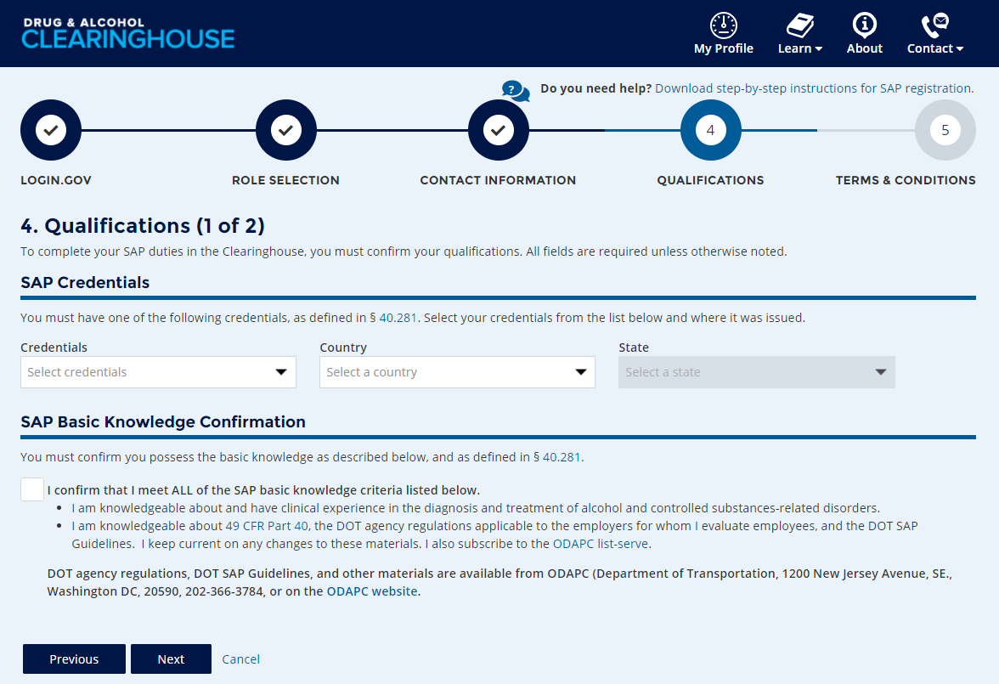 DRUG & ALCOHOL
CLEARINGHOUSE
My Profile
Learn
About
Contact
? Do you need help? Download step-by-step instructions for SAP registration.
4
5
LOGIN.GOV
ROLE SELECTION
CONTACT INFORMATION
QUALIFICATIONS
TERMS & CONDITIONS
4. Qualifications (1 of 2)
To complete your SAP duties in the Clearinghouse, you must confirm your qualifications. All fields are required unless otherwise noted.
SAP Credentials
You must have one of the following credentials, as defined in § 40.281. Select your credentials from the list below and where it was issued.
Credentials
Country
State
Select credentials
Select a country
Select a state
SAP Basic Knowledge Confirmation
You must confirm you possess the basic knowledge as described below, and as defined in § 40.281.
I confirm that I meet ALL of the SAP basic knowledge criteria listed below.
• I am knowledgeable about and have clinical experience in the diagnosis and treatment of alcohol and controlled substances-related disorders.
• I am knowledgeable about 49 CFR Part 40, the DOT agency regulations applicable to the employers for whom I evaluate employees, and the DOT SAP
Guidelines. I keep current on any changes to these materials. I also subscribe to the ODAPC list-serve.
DOT agency regulations, DOT SAP Guidelines, and other materials are available from ODAPC (Department of Transportation, 1200 New Jersey Avenue, SE.,
Washington DC, 20590, 202-366-3784, or on the ODAPC website.
Previous
Next
Cancel